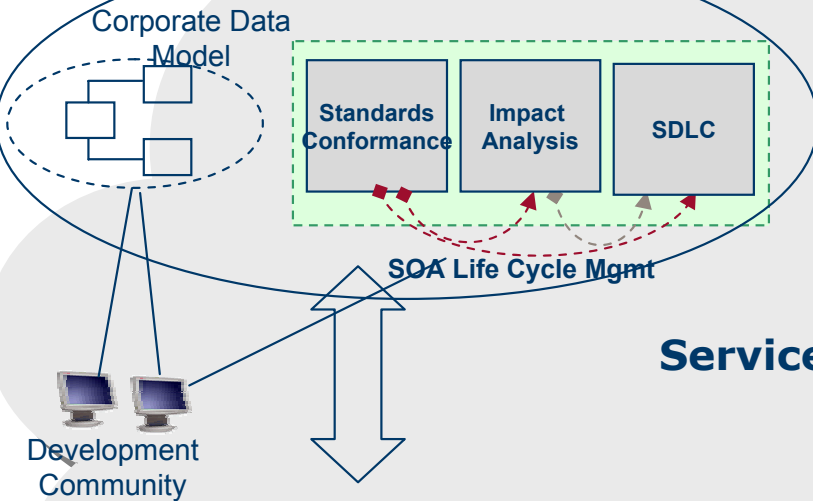 Corporate Data
Model
Standards
Conformance
Impact
Analysis
SDLC
SOA Life Cycle Mgmt
Service
Development
Community